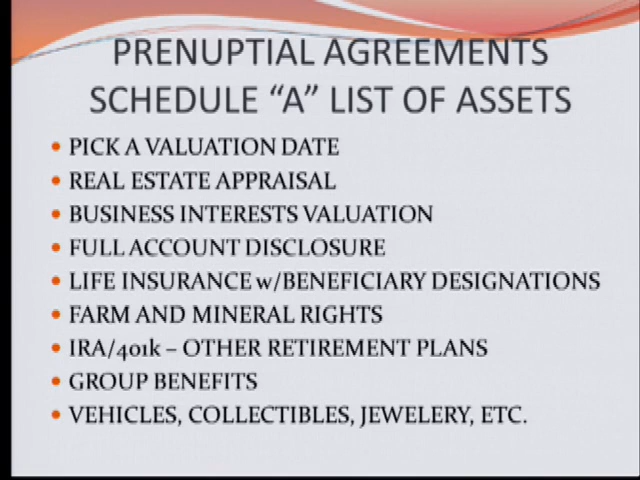 PRENUPTIAL AGREEMENTS
SCHEDULE “A” LIST OF ASSETS
• PICK A VALUATION DATE
• REAL ESTATE APPRAISAL
• BUSINESS INTERESTS VALUATION
• FULL ACCOUNT DISCLOSURE
• LIFE INSURANCE w/BENEFICIARY DESIGNATIONS
• FARM AND MINERAL RIGHTS
• IRA/401k – OTHER RETIREMENT PLANS
• GROUP BENEFITS
• VEHICLES, COLLECTIBLES, JEWELERY, ETC.